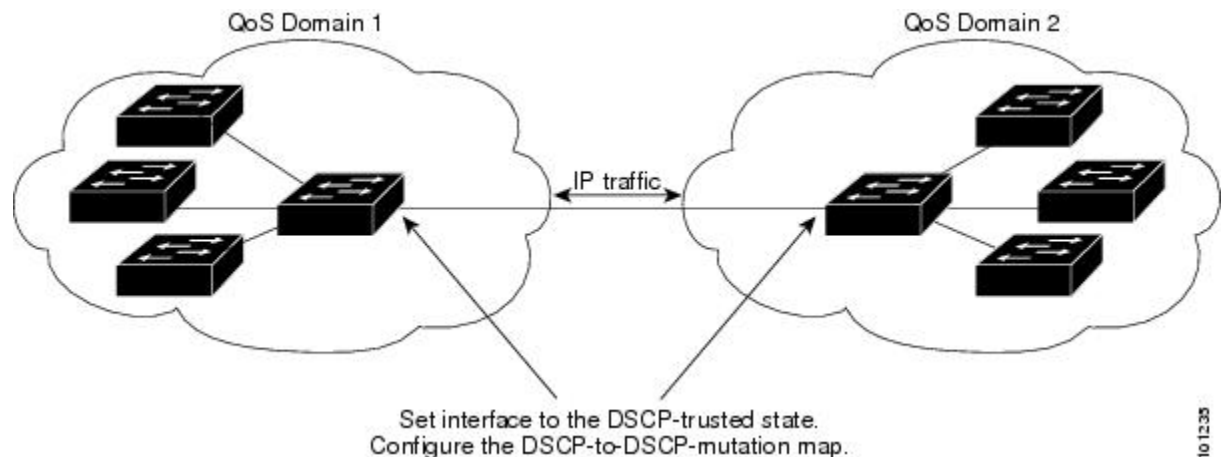 QoS Domain 1
QoS Domain 2
IP traffic
Set interface to the DSCP-trusted state.
Configure the DSCP-to-DSCP-mutation map.
101235